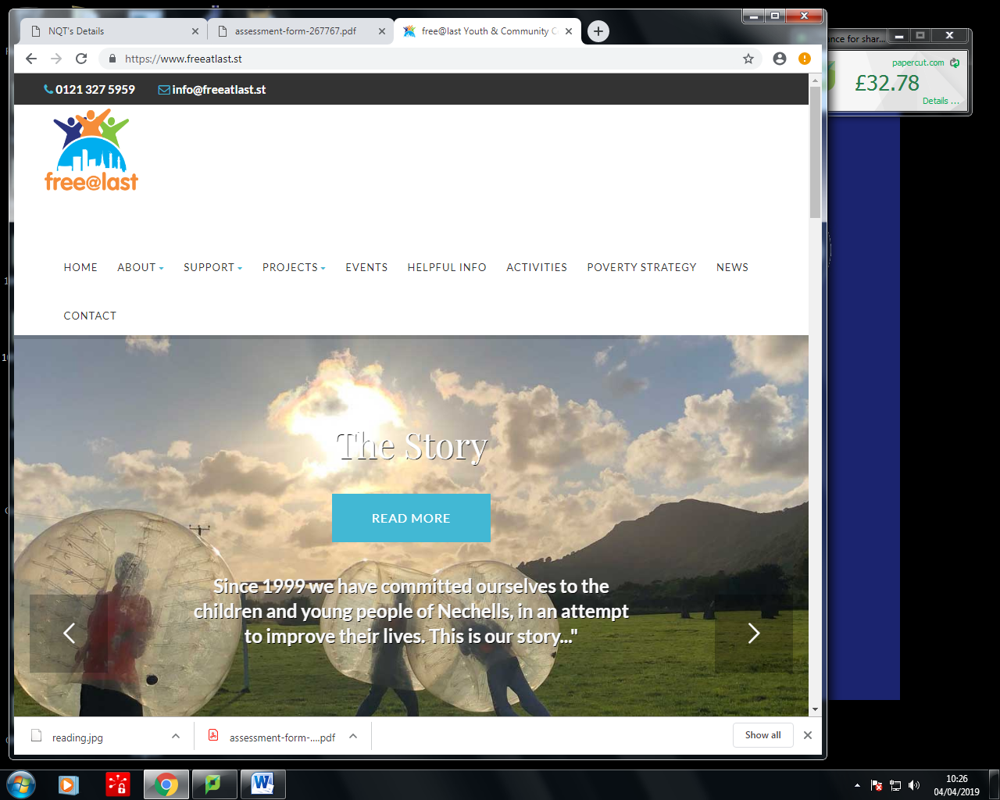 NQT's Details
assessment-form-267767.pdf
free@last Youth & Community C
https://www.freeatlast.st
ance for shar...
papercut.com
£32.78
Details ...
0121 327 5959
info@freeatlast.st
free@last
HOME ABOUT SUPPORT PROJECTS EVENTS HELPFUL INFO ACTIVITIES POVERTY STRATEGY NEWS
CONTACT
The Story
READ MORE
Since 1999 we have committed ourselves to the
children and young people of Nechells, in an attempt
to improve their lives. This is our story..."
reading.jpg
assessment-form-....pdf
Show all
10:26
04/04/2019